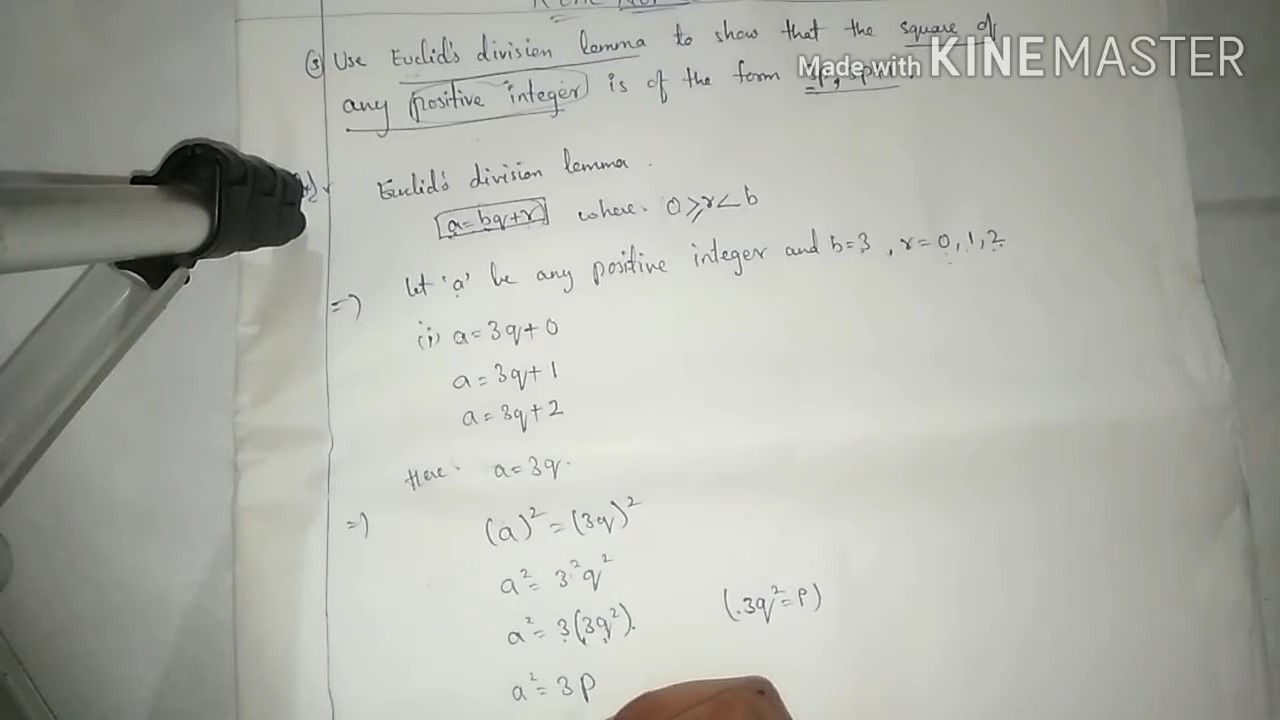 ③ Use Euclid's division lemma to show that the square of
any positive integer is of the form 3p,
Made with KINEMASTER
Euclid's division lemma.
a=bq+r where. 0⩾r<b
=) let 'a' be any positive integer and b=3, r=0,1,2
(i) a=3q+0
a=3q+1
a=3q+2
Here. a=3q.
=) (a)²=(3q)²
a²=3²q²
a²=3(3q²). (.3q²=P)
a²=3P